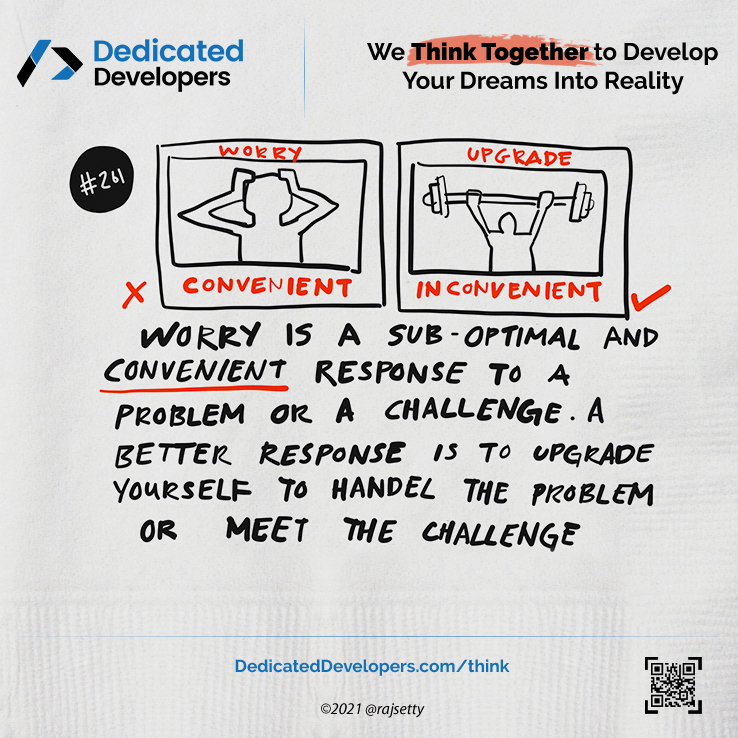 Dedicated
Developers
We Think Together to Develop
Your Dreams Into Reality
#261
WORRY
CONVENIENT
UPGRADE
INCONVENIENT
WORRY IS A SUB-OPTIMAL AND
CONVENIENT RESPONSE TO A
PROBLEM OR A CHALLENGE. A
BETTER RESPONSE IS TO UPGRADE
YOURSELF TO HANDEL THE PROBLEM
OR MEET THE CHALLENGE
DedicatedDevelopers.com/think
©2021 @rajsetty